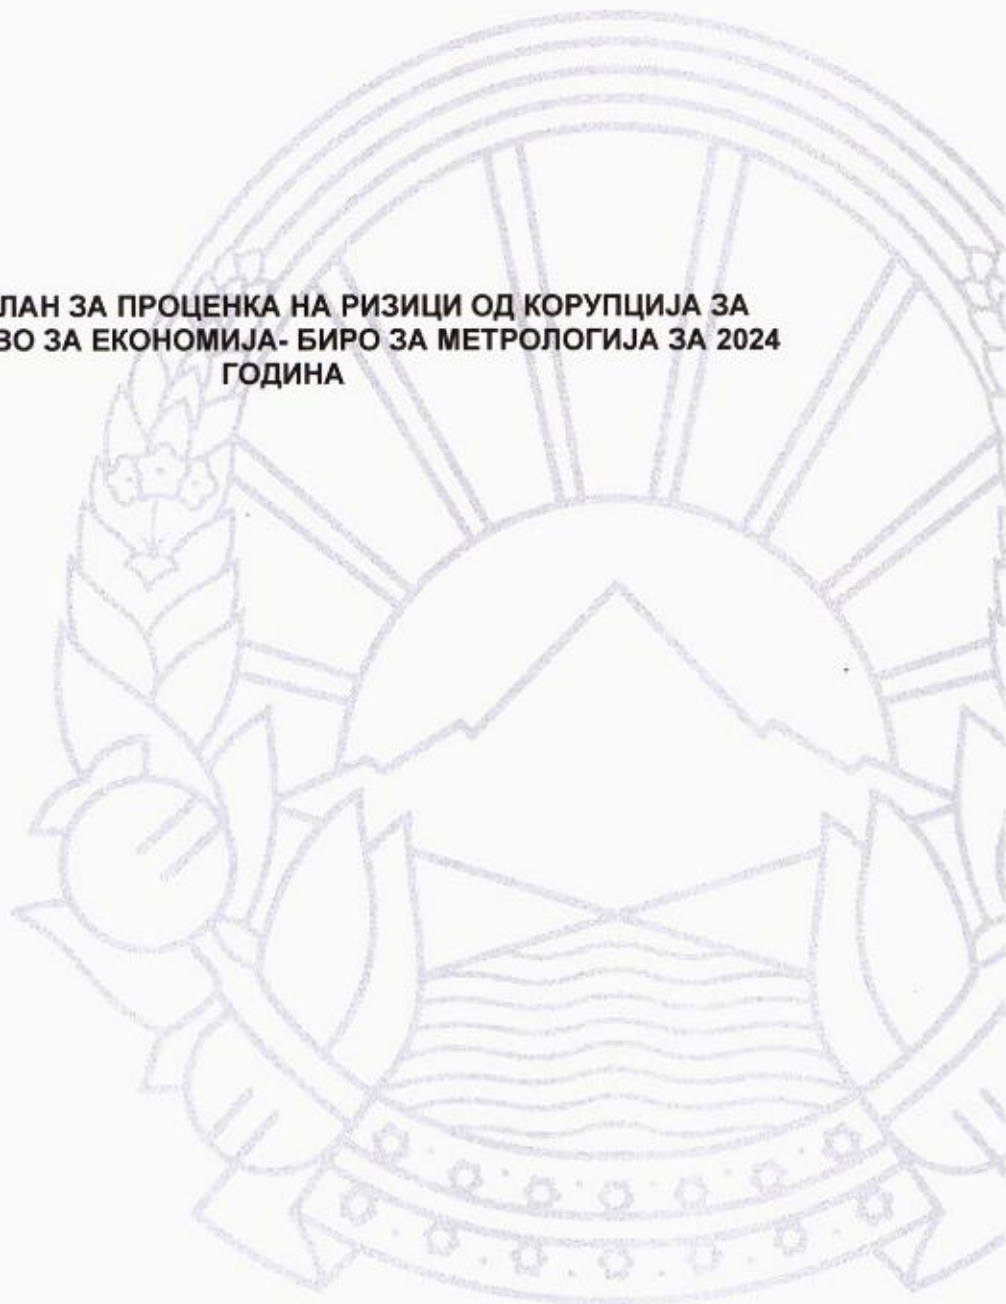 ЛАН ЗА ПРОЦЕНКА НА РИЗИЦИ ОД КОРУПЦИЈА ЗА
ВО ЗА ЕКОНОМИЈА- БИРО ЗА МЕТРОЛОГИЈА ЗА 2024
ГОДИНА